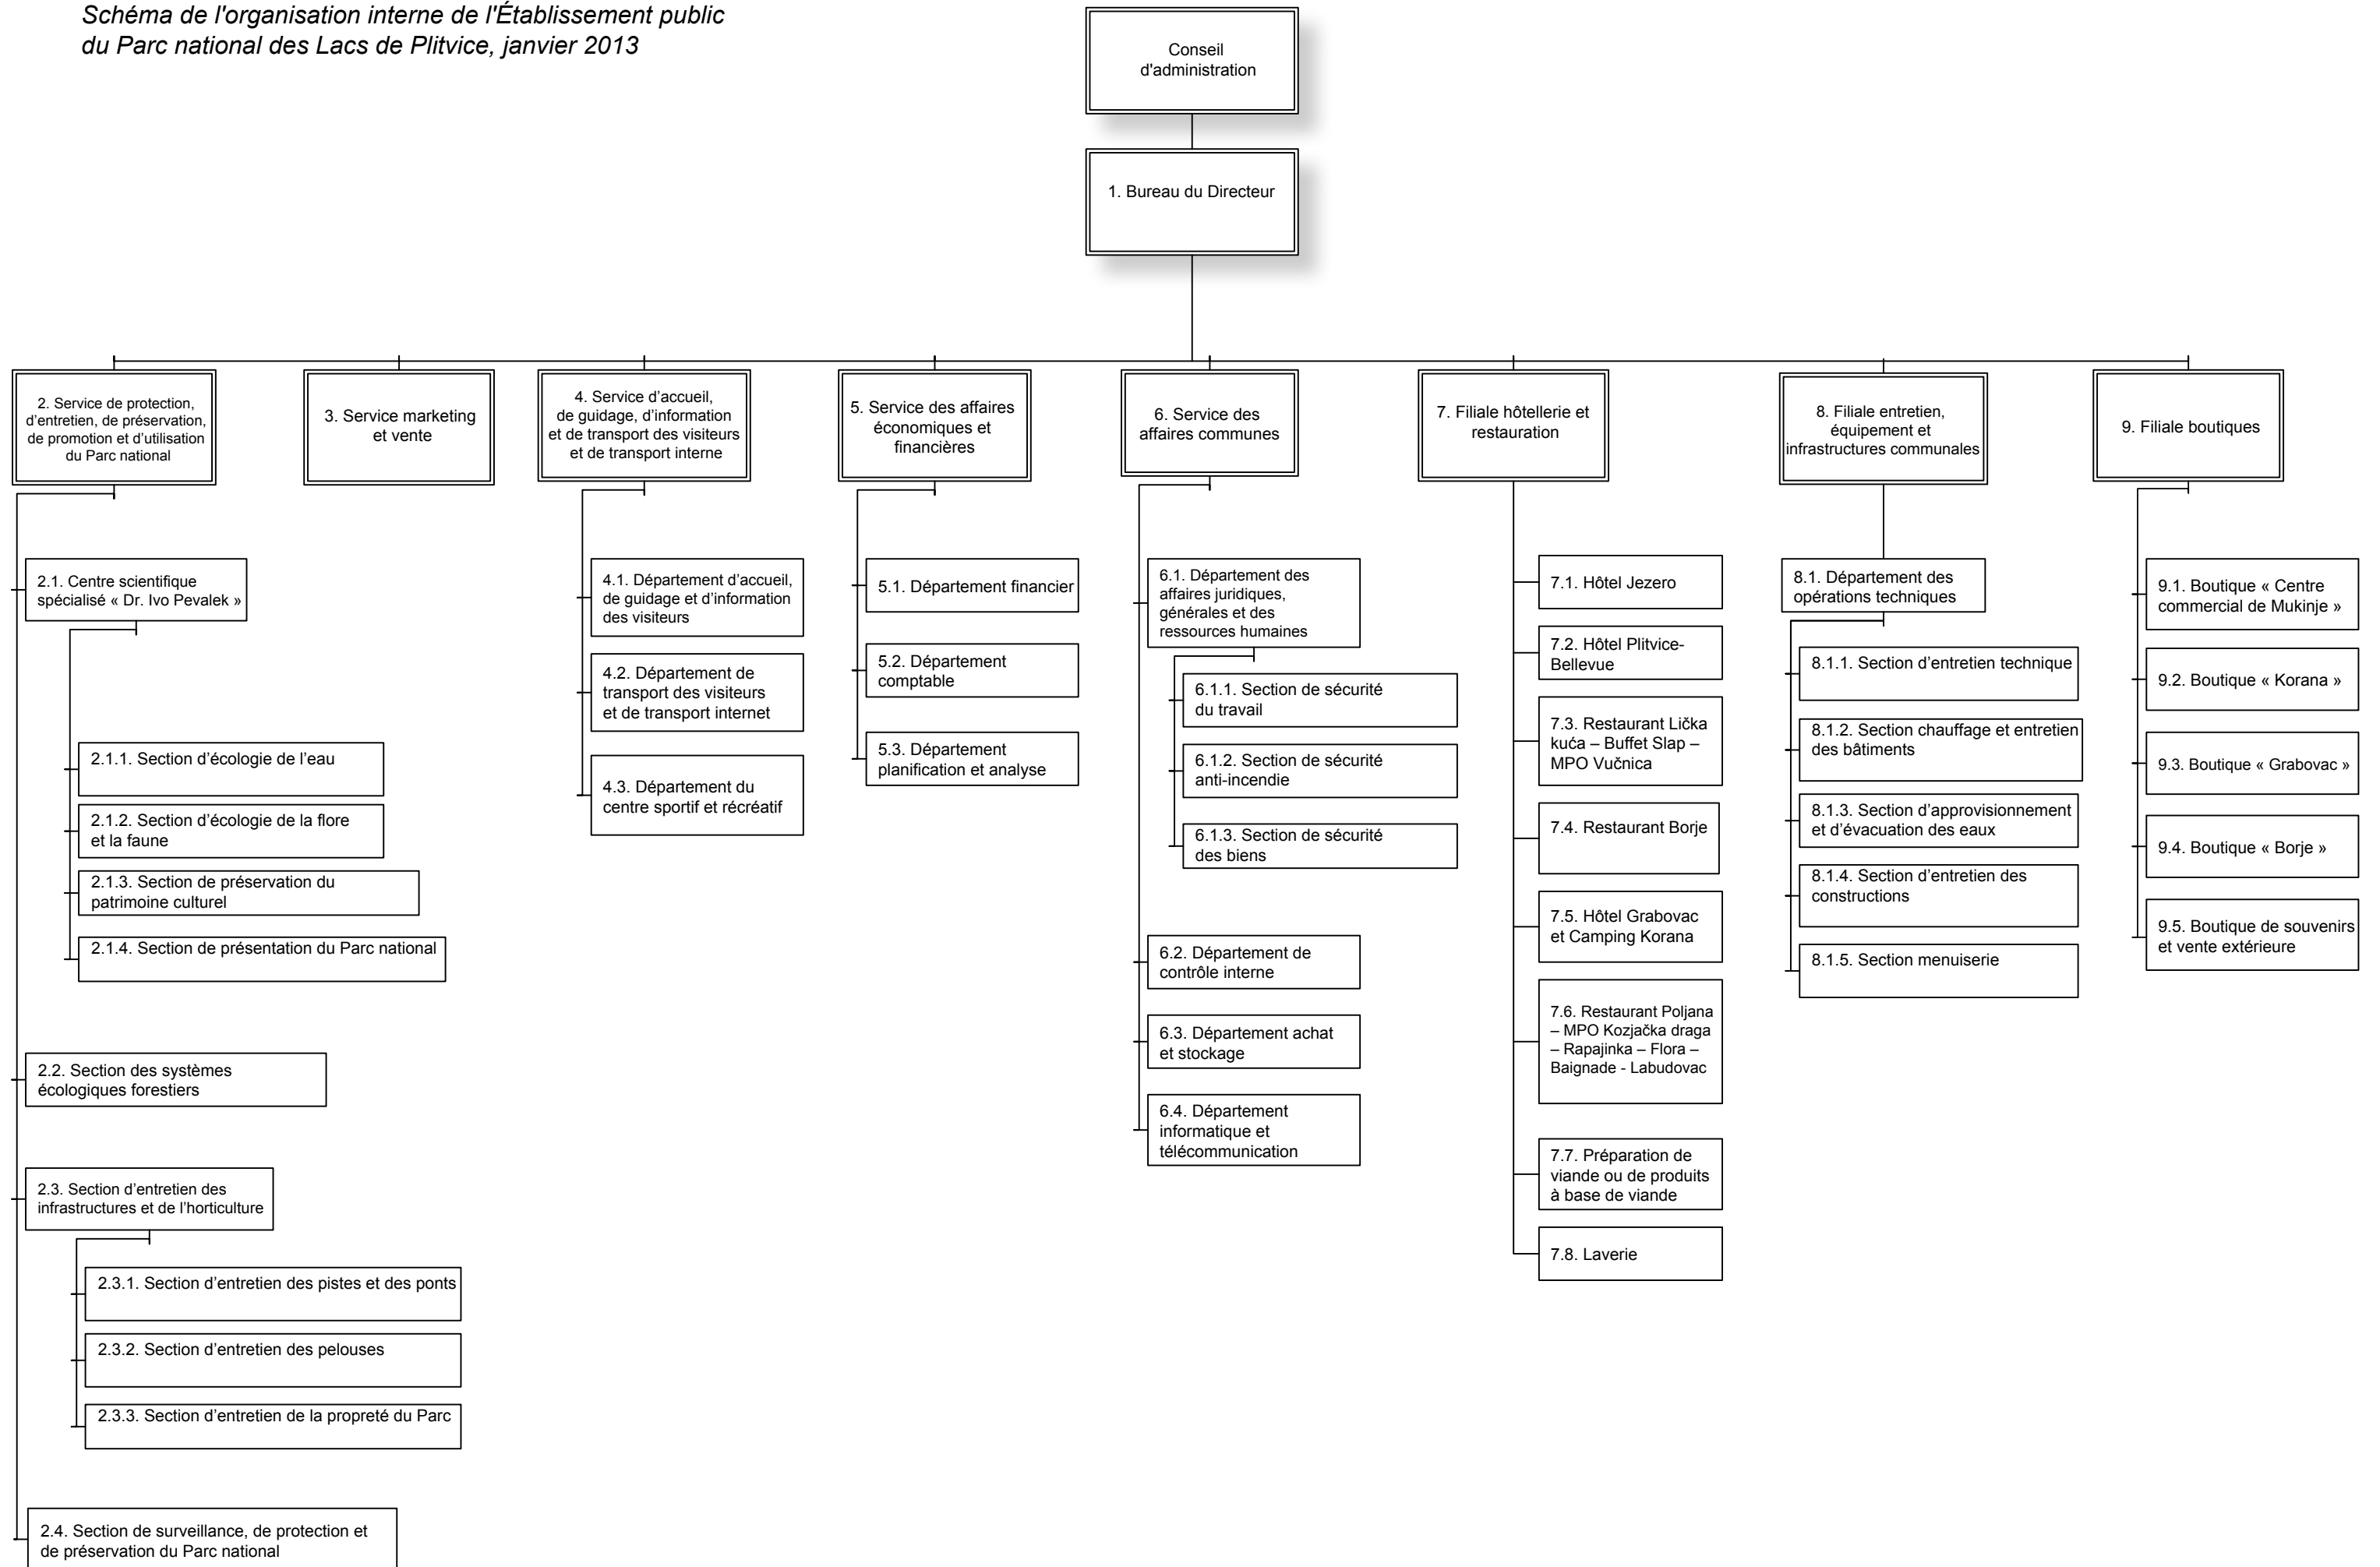 Schéma de l'organisation interne de l'Établissement public
du Parc national des Lacs de Plitvice, janvier 2013
Conseil
d'administration
1. Bureau du Directeur
2. Service de protection,
d’entretien, de préservation,
de promotion et d’utilisation
du Parc national
3. Service marketing
et vente
4. Service d’accueil,
de guidage, d’information
et de transport des visiteurs
et de transport interne
5. Service des affaires
économiques et
financières
6. Service des
affaires communes
7. Filiale hôtellerie et
restauration
8. Filiale entretien,
équipement et
infrastructures communales
9. Filiale boutiques
2.1. Centre scientifique
spécialisé « Dr. Ivo Pevalek »
2.1.1. Section d’écologie de l’eau
2.1.2. Section d’écologie de la flore
et la faune
2.1.3. Section de préservation du
patrimoine culturel
2.1.4. Section de présentation du Parc national
2.2. Section des systèmes
écologiques forestiers
2.3. Section d’entretien des
infrastructures et de l’horticulture
2.3.1. Section d’entretien des pistes et des ponts
2.3.2. Section d’entretien des pelouses
2.3.3. Section d’entretien de la propreté du Parc
2.4. Section de surveillance, de protection et
de préservation du Parc national
4.1. Département d’accueil,
de guidage et d’information
des visiteurs
4.2. Département de
transport des visiteurs
et de transport internet
4.3. Département du
centre sportif et récréatif
5.1. Département financier
5.2. Département
comptable
5.3. Département
planification et analyse
6.1. Département des
affaires juridiques,
générales et des
ressources humaines
6.1.1. Section de sécurité
du travail
6.1.2. Section de sécurité
anti-incendie
6.1.3. Section de sécurité
des biens
6.2. Département de
contrôle interne
6.3. Département achat
et stockage
6.4. Département
informatique et
télécommunication
7.1. Hôtel Jezero
7.2. Hôtel Plitvice-
Bellevue
7.3. Restaurant Lička
kuća – Buffet Slap –
MPO Vučnica
7.4. Restaurant Borje
7.5. Hôtel Grabovac
et Camping Korana
7.6. Restaurant Poljana
– MPO Kozjačka draga
– Rapajinka – Flora –
Baignade - Labudovac
7.7. Préparation de
viande ou de produits
à base de viande
7.8. Laverie
8.1. Département des
opérations techniques
8.1.1. Section d’entretien technique
8.1.2. Section chauffage et entretien
des bâtiments
8.1.3. Section d’approvisionnement
et d’évacuation des eaux
8.1.4. Section d’entretien des
constructions
8.1.5. Section menuiserie
9.1. Boutique « Centre
commercial de Mukinje »
9.2. Boutique « Korana »
9.3. Boutique « Grabovac »
9.4. Boutique « Borje »
9.5. Boutique de souvenirs
et vente extérieure